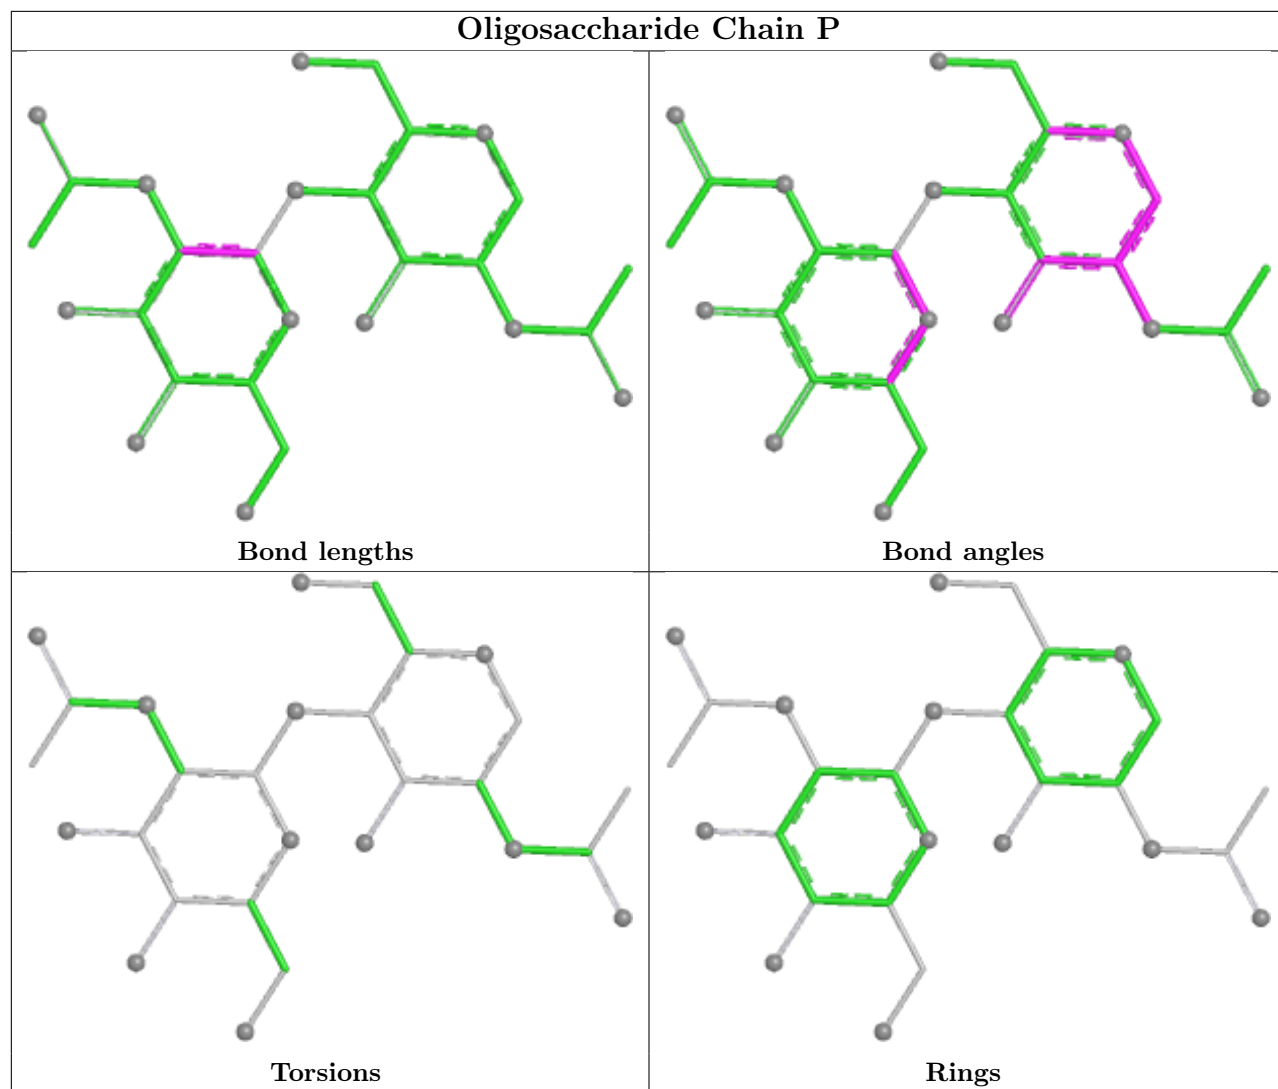 Oligosaccharide Chain P
Bond lengths
Bond angles
Torsions
Rings